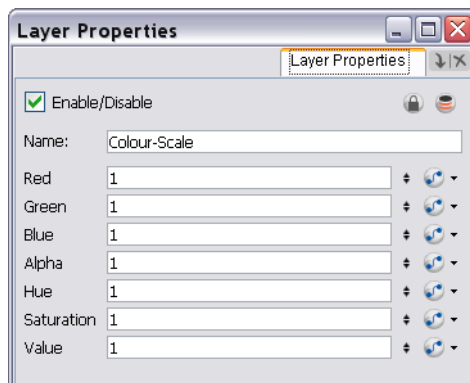 Layer Properties
Layer Properties
Enable/Disable
Name: Colour-Scale
Red 1
Green 1
Blue 1
Alpha 1
Hue 1
Saturation 1
Value 1